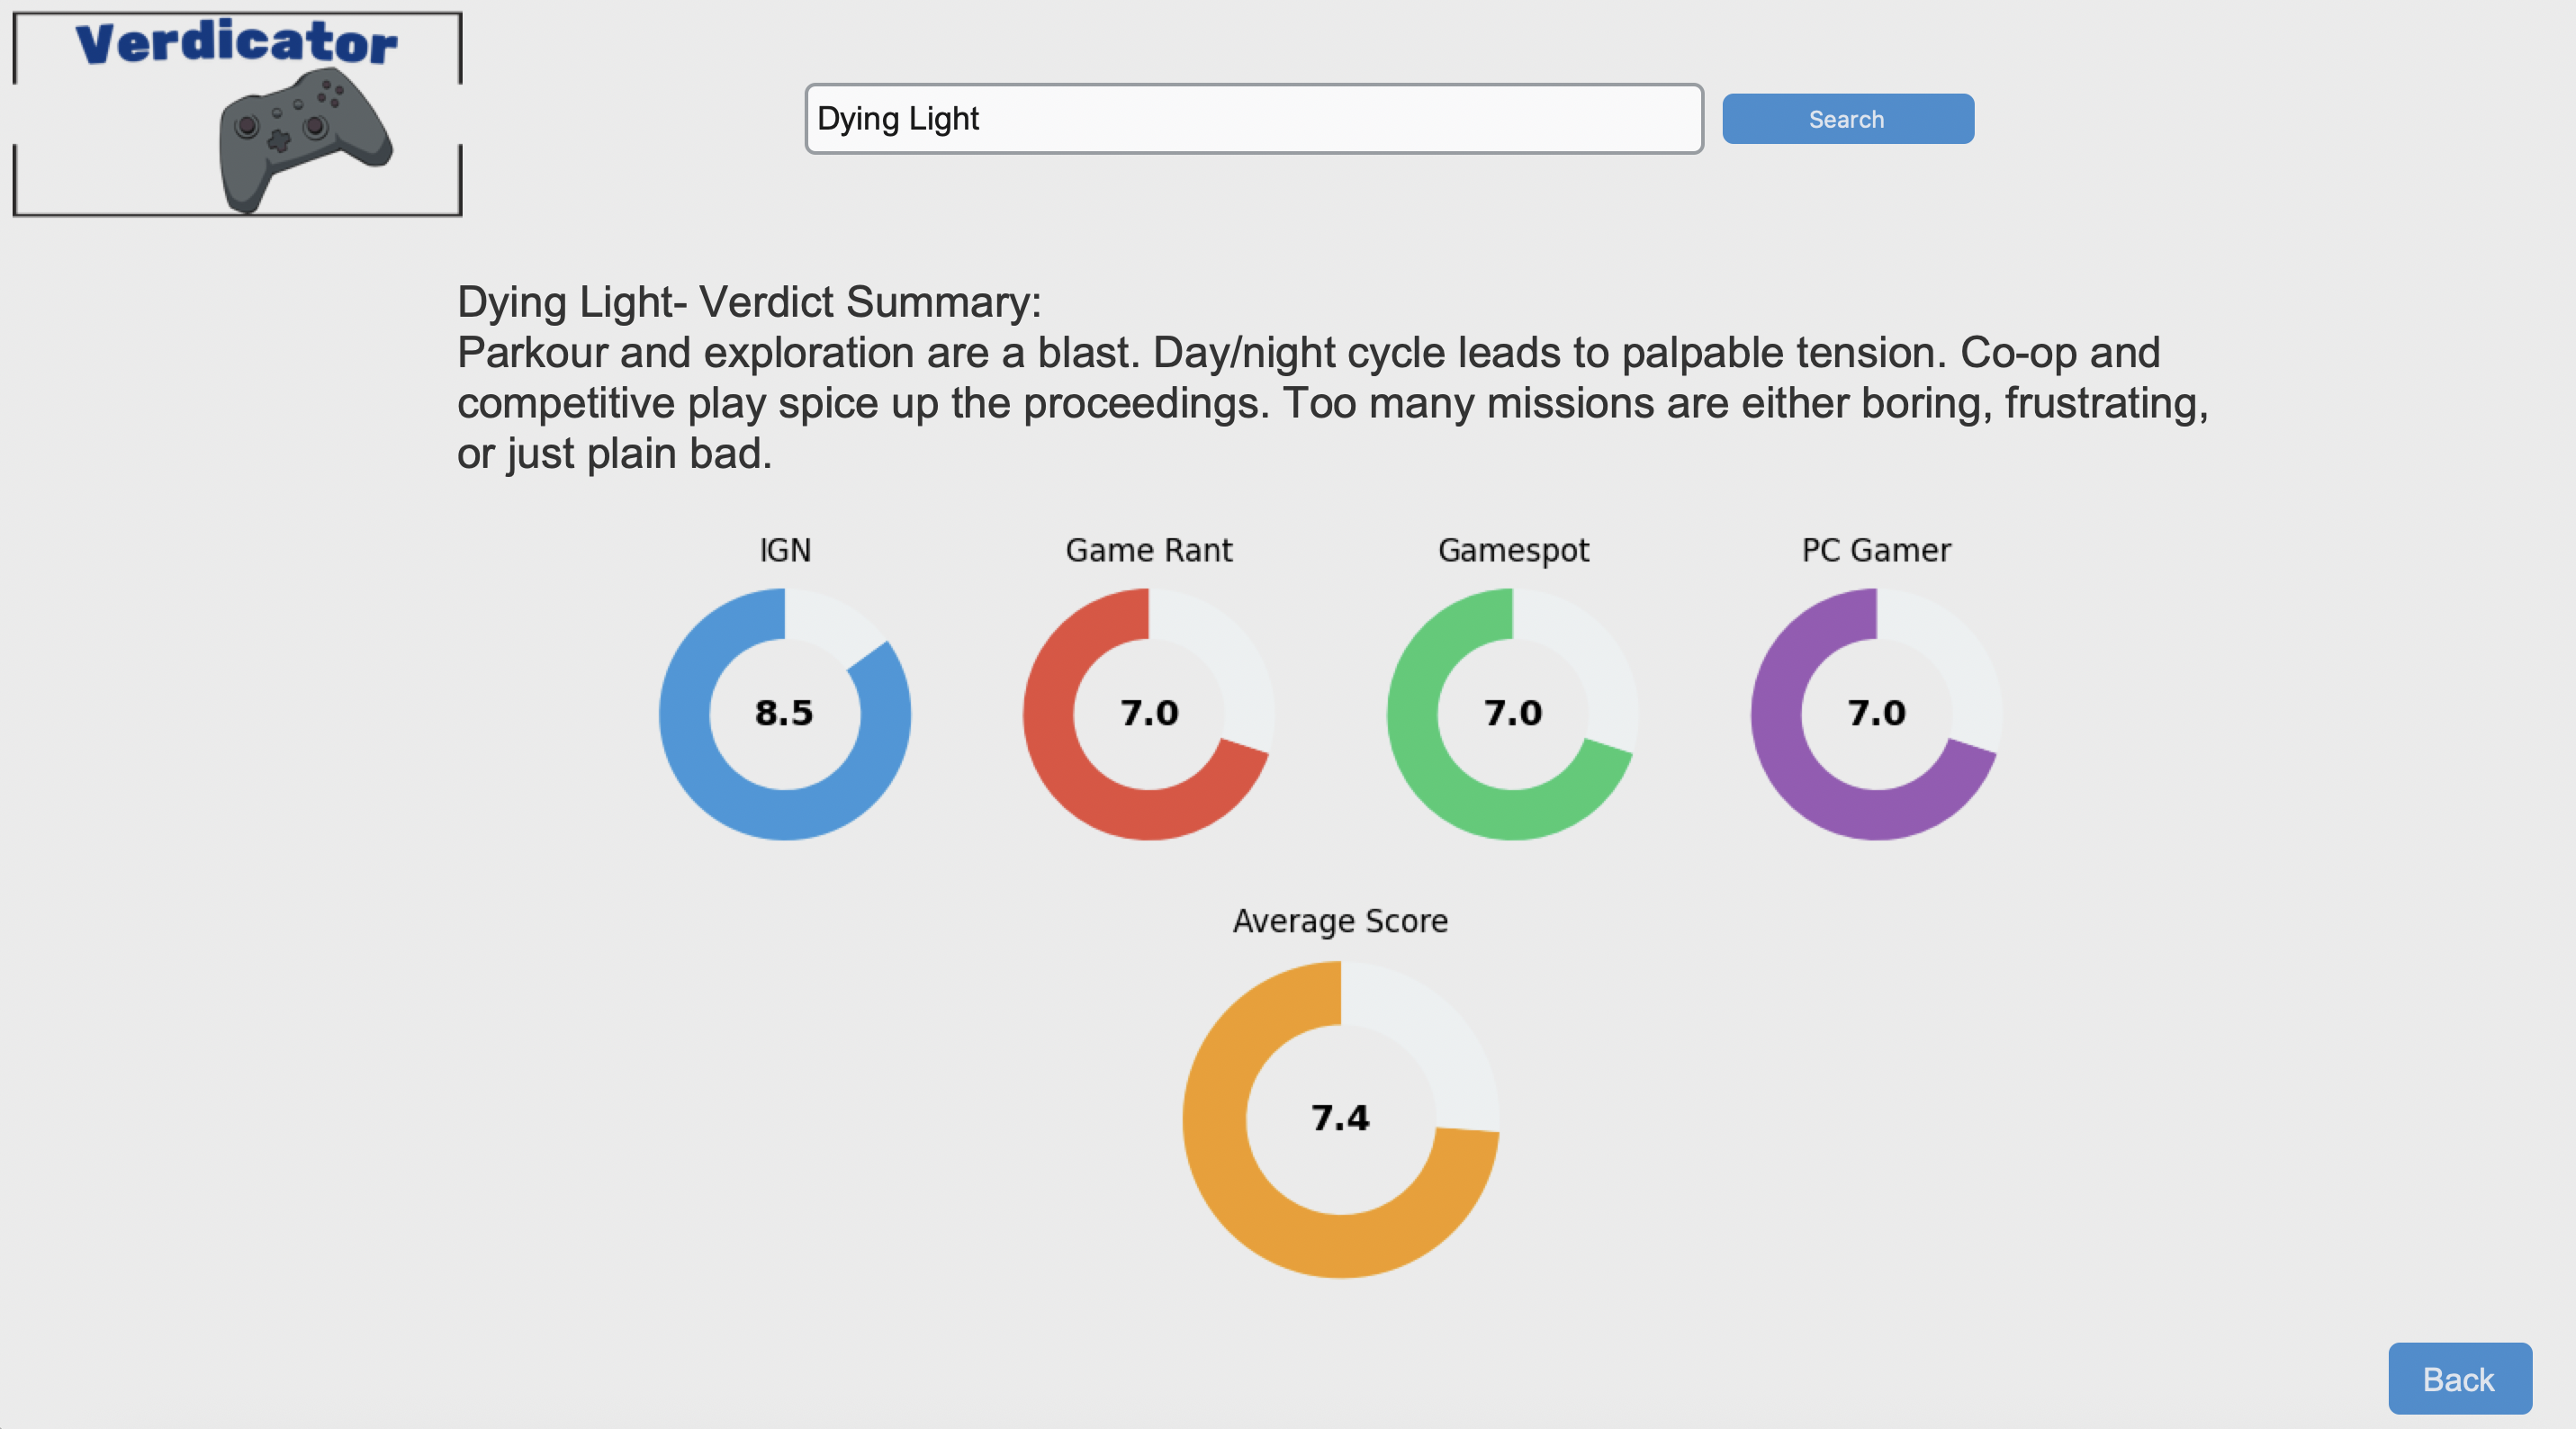 Verdicator
Dying Light
Search
Dying Light- Verdict Summary:
Parkour and exploration are a blast. Day/night cycle leads to palpable tension. Co-op and
competitive play spice up the proceedings. Too many missions are either boring, frustrating,
or just plain bad.
IGN
Game Rant
Gamespot
PC Gamer
8.5
7.0
7.0
7.0
Average Score
7.4
Back